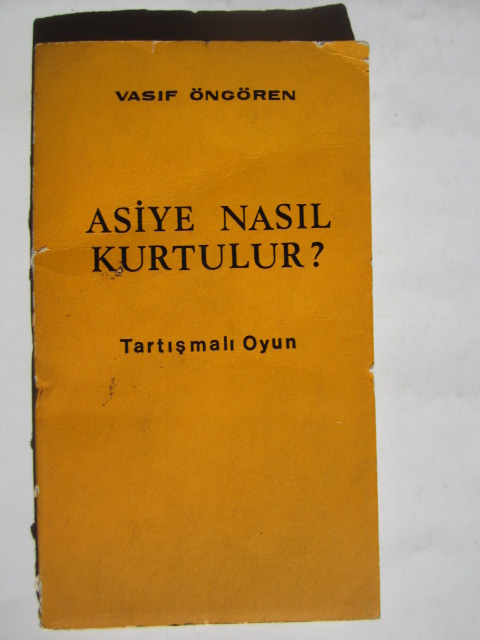 VASIF ÖNGÖREN
ASİYE NASIL
KURTULUR?
Tartışmalı Oyun